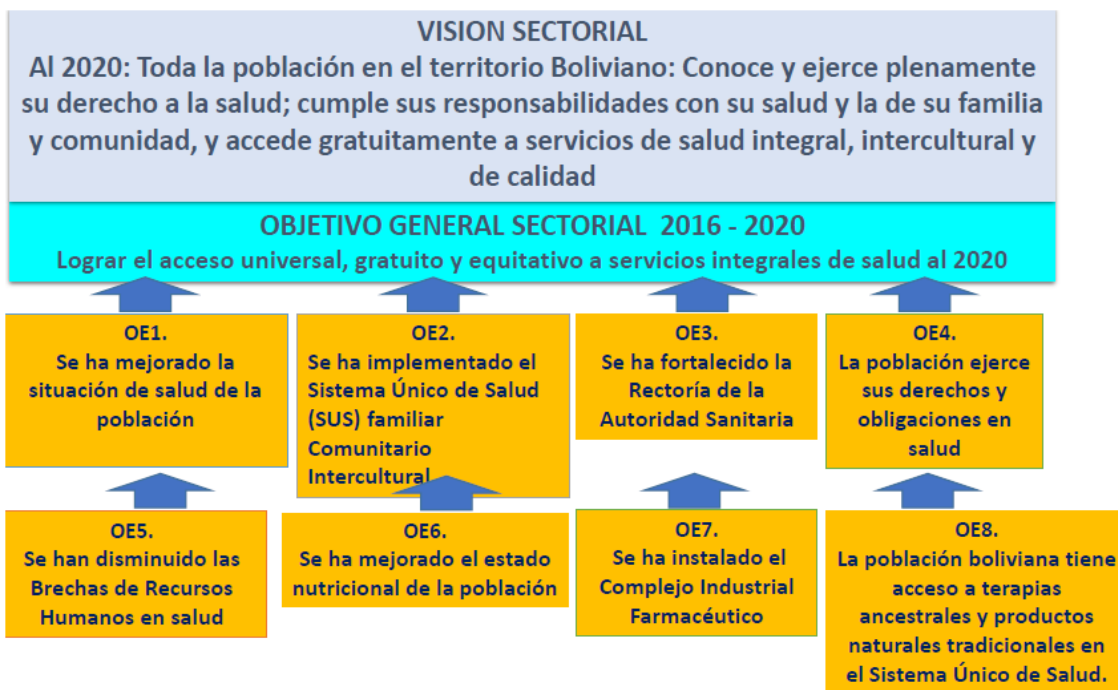 VISION SECTORIAL
Al 2020: Toda la población en el territorio Boliviano: Conoce y ejerce plenamente
su derecho a la salud; cumple sus responsabilidades con su salud y la de su familia
y comunidad, y accede gratuitamente a servicios de salud integral, intercultural y
de calidad
OBJETIVO GENERAL SECTORIAL 2016 - 2020
Lograr el acceso universal, gratuito y equitativo a servicios integrales de salud al 2020
OE1.
Se ha mejorado la
situación de salud de la
población
OE2.
Se ha implementado el
Sistema Único de Salud
(SUS) familiar
Comunitario
Intercultural
OE3.
Se ha fortalecido la
Rectoría de la
Autoridad Sanitaria
OE4.
La población ejerce
sus derechos y
obligaciones en
salud
OE5.
Se han disminuido las
Brechas de Recursos
Humanos en salud
OE6.
Se ha mejorado el estado
nutricional de la población
OE7.
Se ha instalado el
Complejo Industrial
Farmacéutico
OE8.
La población boliviana tiene
acceso a terapias
ancestrales y productos
naturales tradicionales en
el Sistema Único de Salud.